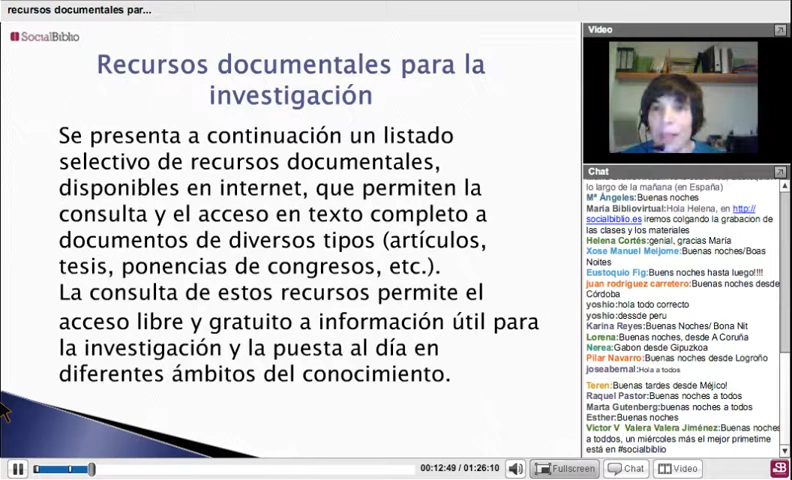 recursos documentales par...
SocialBiblio
Recursos documentales para la
investigación
Se presenta a continuación un listado
selectivo de recursos documentales,
disponibles en internet, que permiten la
consulta y el acceso en texto completo a
documentos de diversos tipos (artículos,
tesis, ponencias de congresos, etc.).
La consulta de estos recursos permite el
acceso libre y gratuito a información útil para
la investigación y la puesta al día en
diferentes ámbitos del conocimiento.
Video
Chat
lo largo de la mañana (en España)
Mª Ángeles:Buenas noches
María Bibliovirtual:Hola Helena, en http://
socialbiblio.es iremos colgando la grabacion de
las clases y los materiales
Helena Cortés:genial, gracias María
Xose Manuel Meijome:Buenas noches/Boas
Noites
Eustoquio Fig:Buens noches hasta luego!!!!
juan rodriguez carretero:Buenas noches desde
Córdoba
yoshio:hola todo correcto
yoshio:dessde peru
Karina Reyes:Buenas Noches/ Bona Nit
Lorena:Buenas noches, desde A Coruña
Nerea:Gabon desde Gipuzkoa
Pilar Navarro:Buenas noches desde Logroño
joseabernal:Hola a todos
Teren:Buenas tardes desde Méjico!
Raquel Pastor:Buenas noches a todos
Marta Gutenberg:buenas noches a todos
Esther:Buenas noches
Victor V Valera Valera Jiménez:Buenas noches
a toddos, un miércoles más el mejor primetime
está en #socialbiblio
00:12:49 / 01:26:10
Fullscreen
Chat
Video
SB